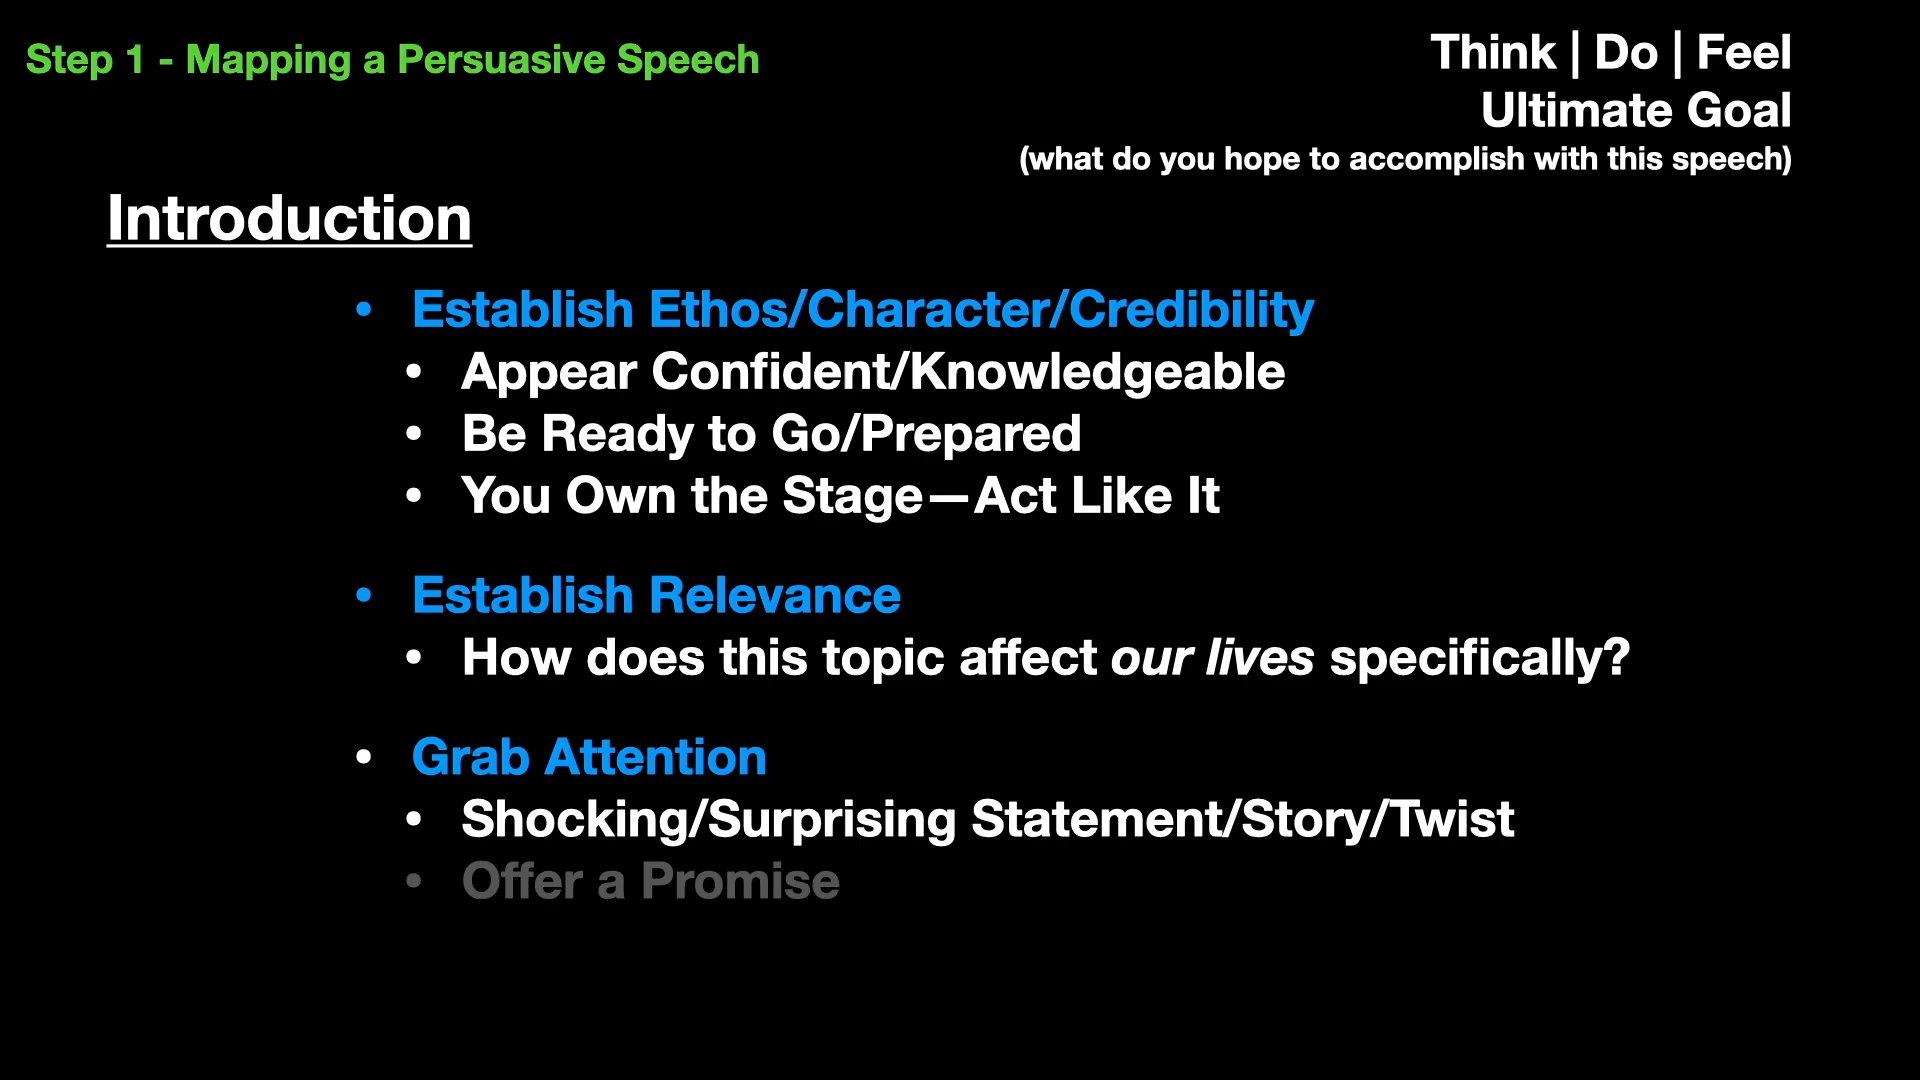 Step 1 - Mapping a Persuasive Speech
Think | Do | Feel
Ultimate Goal
(what do you hope to accomplish with this speech)
Introduction
• Establish Ethos/Character/Credibility
• Appear Confident/Knowledgeable
• Be Ready to Go/Prepared
• You Own the Stage—Act Like It
• Establish Relevance
• How does this topic affect our lives specifically?
• Grab Attention
• Shocking/Surprising Statement/Story/Twist
• Offer a Promise